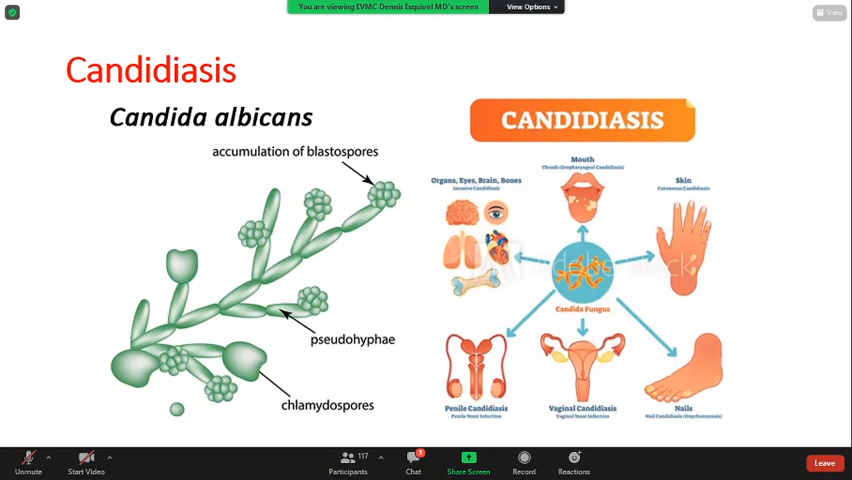 You are viewing EVMC Dennis Esquivel MD's screen
View Options
View
Candidiasis
Candida albicans
accumulation of blastospores
pseudohyphae
chlamydospores
CANDIDIASIS
Mouth
Thrush (Oropharyngeal Candidiasis)
Organs, Eyes, Brain, Bones
Invasive Candidiasis
Skin
Cutaneous Candidiasis
Candida Fungus
Penile Candidiasis
Penile Yeast Infection
Vaginal Candidiasis
Vaginal Yeast Infection
Nails
Nail Candidiasis (Onychomycosis)
Unmute
Start Video
117
Participants
1
Chat
Share Screen
Record
Reactions
Leave